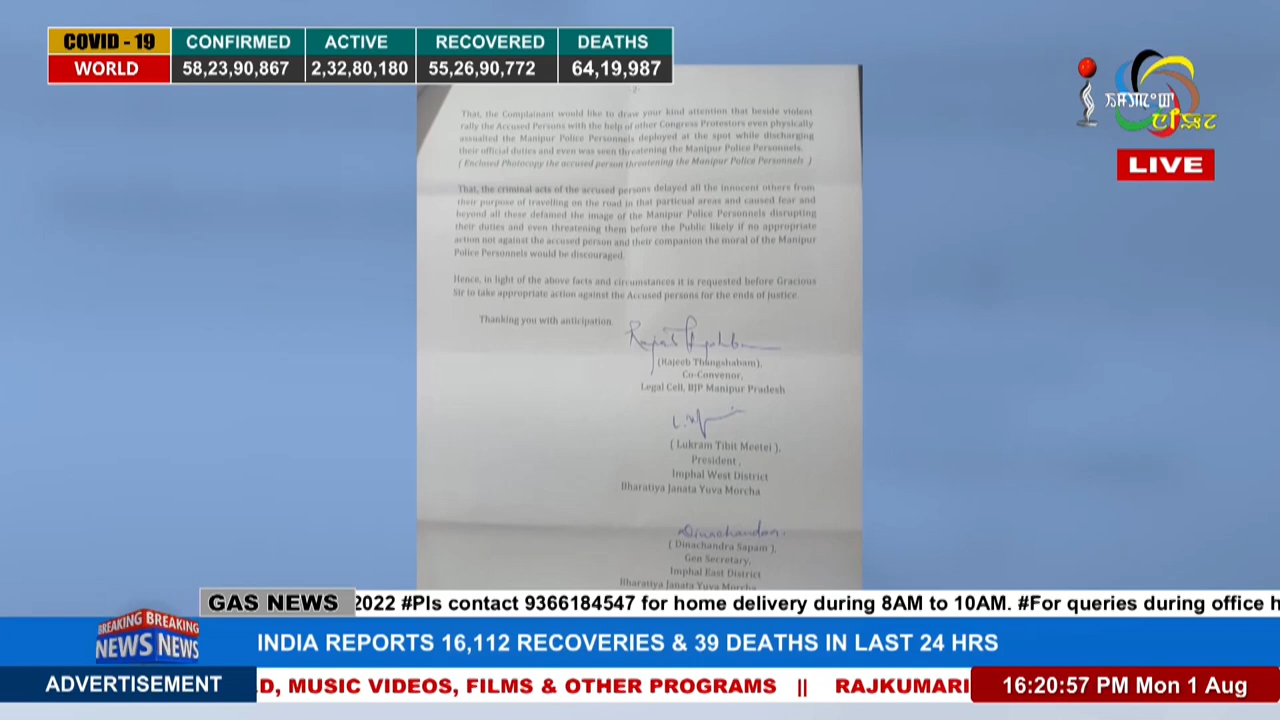 COVID - 19 CONFIRMED ACTIVE RECOVERED DEATHS
WORLD 58,23,90,867 2,32,80,180 55,26,90,772 64,19,987
LIVE
-2-
That, the Complainant would like to draw your kind attention that beside violent
rally the Accused Persons with the help of other Congress Protestors even physically
assualted the Manipur Police Personnels deployed at the spot while discharging
their official duties and even was seen threatening the Manipur Police Personnels.
( Enclosed Photocopy the accused person threatening the Manipur Police Personnels )
That, the criminal acts of the accused persons delayed all the innocent others from
their purpose of travelling on the road in that particual areas and caused fear and
beyond all these defamed the image of the Manipur Police Personnels disrupting
their duties and even threatening them before the Public likely if no appropriate
action not against the accused person and their companion the moral of the Manipur
Police Personnels would be discouraged.
Hence, in light of the above facts and circumstances it is requested before Gracious
Sir to take appropriate action against the Accused persons for the ends of justice.
Thanking you with anticipation.
(Rajeeb Thangshabam),
Co-Convenor,
Legal Cell, BJP Manipur Pradesh
( Lukram Tibit Meetei ),
President ,
Imphal West District
Bharatiya Janata Yuva Morcha
Dinachandra.
( Dinachandra Sapam ),
Gen Secretary,
Imphal East District
Bharatiya Janata Yuva Morcha
GAS NEWS 2022 #Pls contact 9366184547 for home delivery during 8AM to 10AM. #For queries during office h
BREAKING BREAKING
NEWS NEWS
INDIA REPORTS 16,112 RECOVERIES & 39 DEATHS IN LAST 24 HRS
ADVERTISEMENT D, MUSIC VIDEOS, FILMS & OTHER PROGRAMS || RAJKUMARI 16:20:57 PM Mon 1 Aug